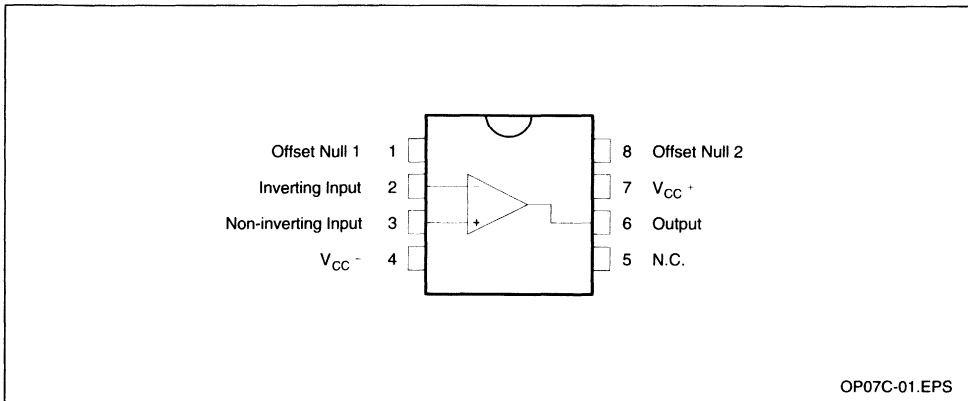 Offset Null 1 1 8 Offset Null 2
Inverting Input 2 7 VCC +
Non-inverting Input 3 + 6 Output
VCC - 4 5 N.C.
OP07C-01.EPS